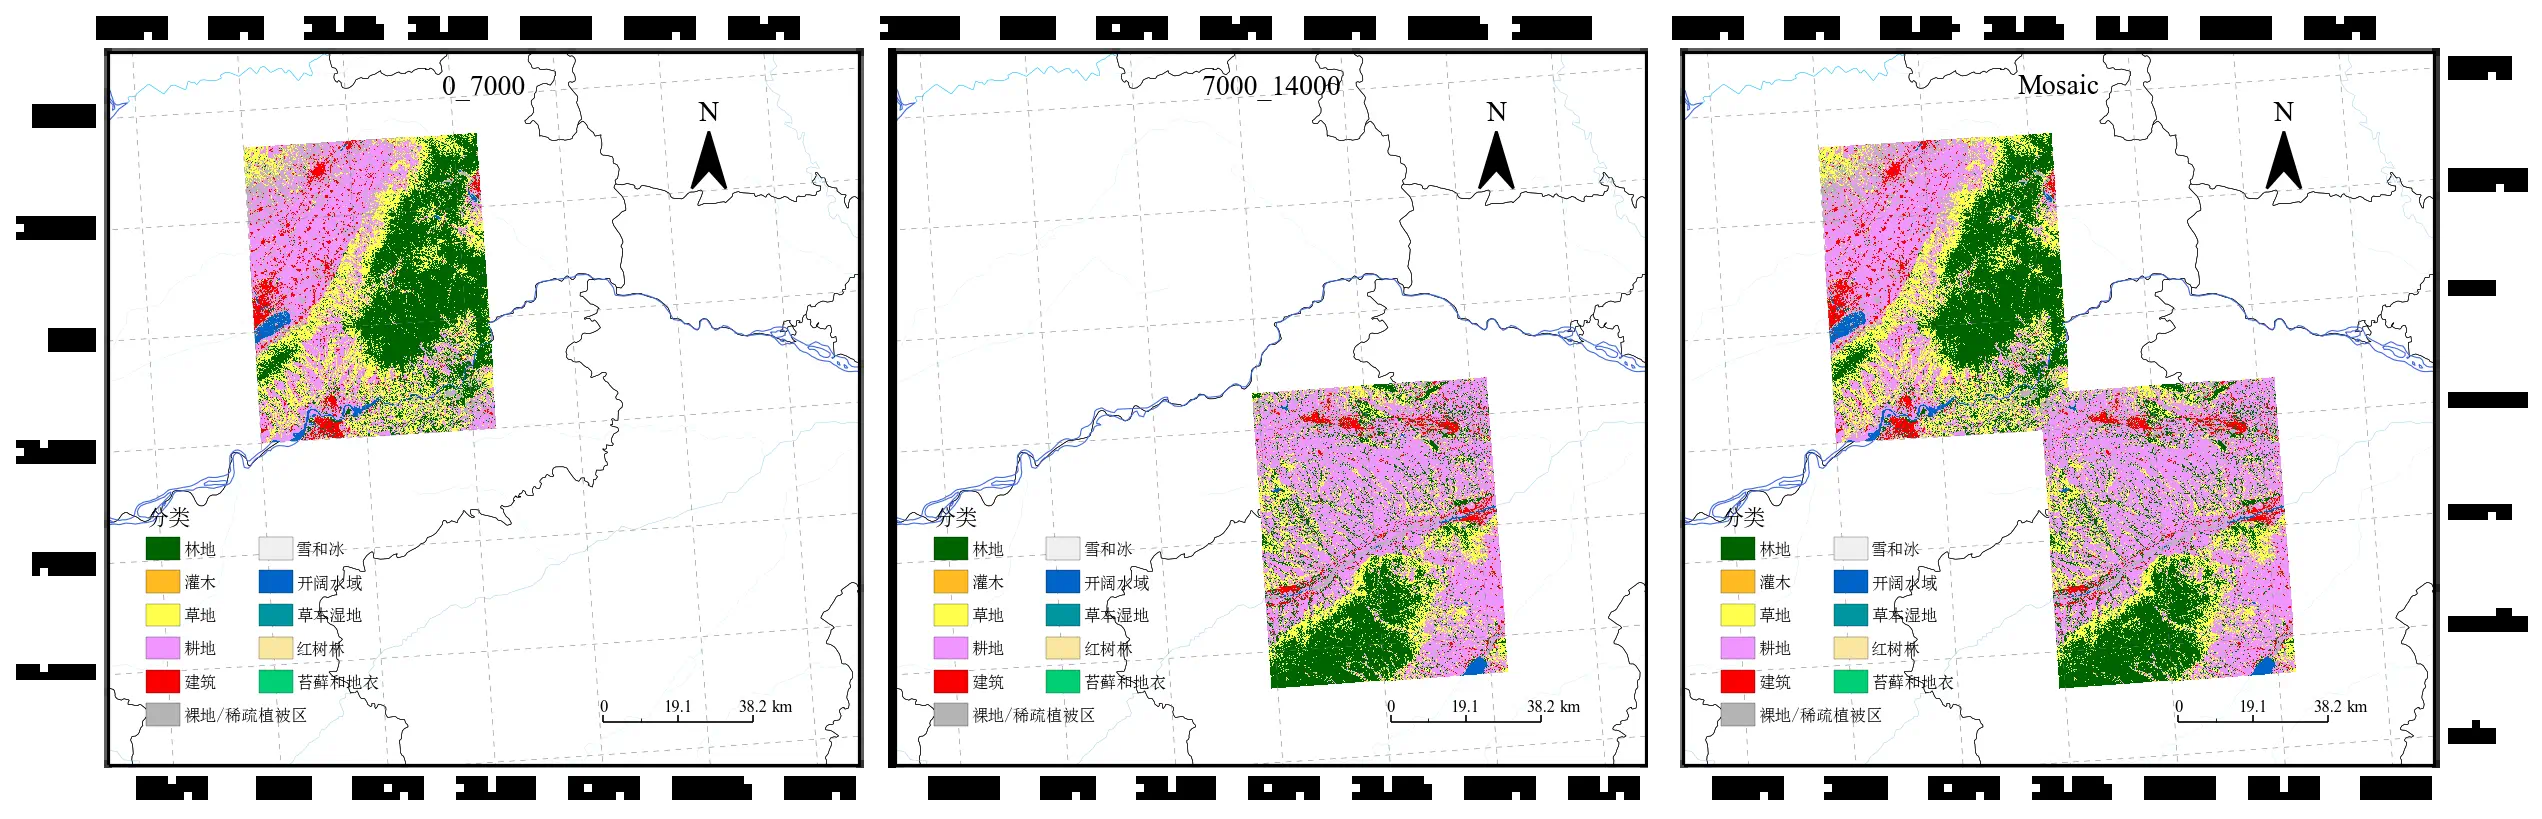 0_7000
N
分类
林地 雪和冰
灌木 开阔水域
草地 草本湿地
耕地 红树林
建筑 苔藓和地衣
裸地/稀疏植被区
0 19.1 38.2 km
7000_14000
N
分类
林地 雪和冰
灌木 开阔水域
草地 草本湿地
耕地 红树林
建筑 苔藓和地衣
裸地/稀疏植被区
0 19.1 38.2 km
Mosaic
N
分类
林地 雪和冰
灌木 开阔水域
草地 草本湿地
耕地 红树林
建筑 苔藓和地衣
裸地/稀疏植被区
0 19.1 38.2 km